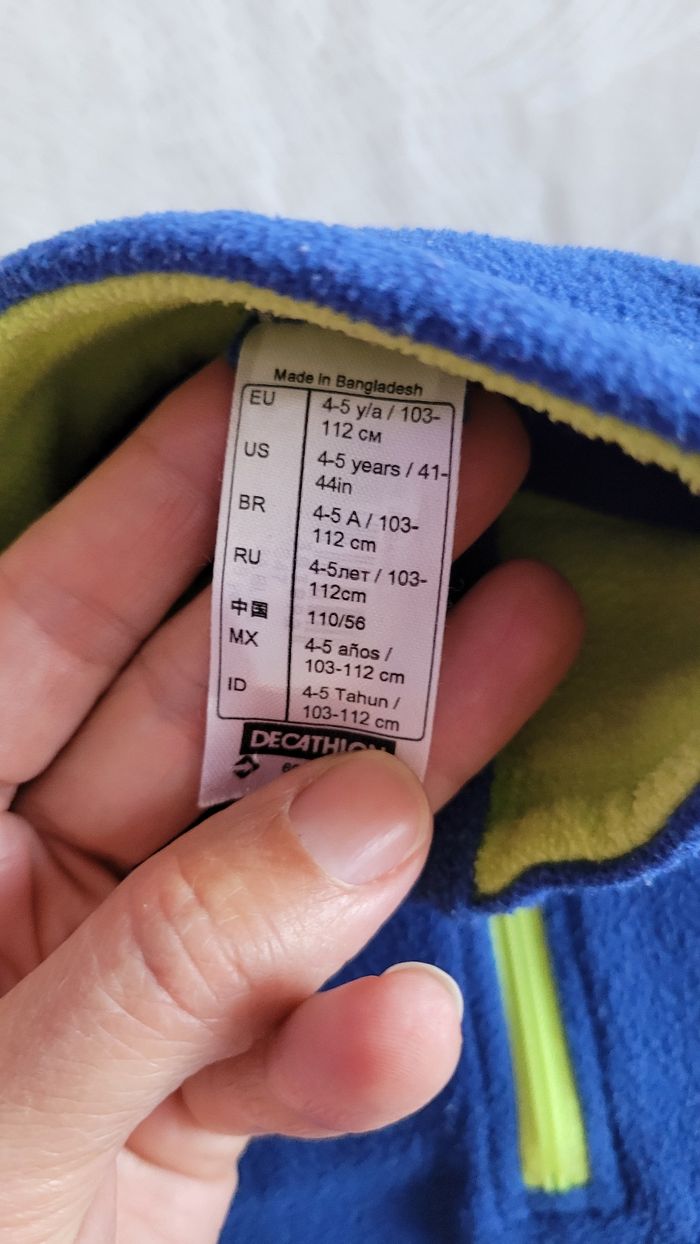 Made in Bangladesh
EU 4-5 y/a / 103-
112 см
US 4-5 years / 41-
44in
BR 4-5 A / 103-
112 cm
RU 4-5лет / 103-
112cm
中国 110/56
MX 4-5 años /
103-112 cm
ID 4-5 Tahun /
103-112 cm
DECATHLON